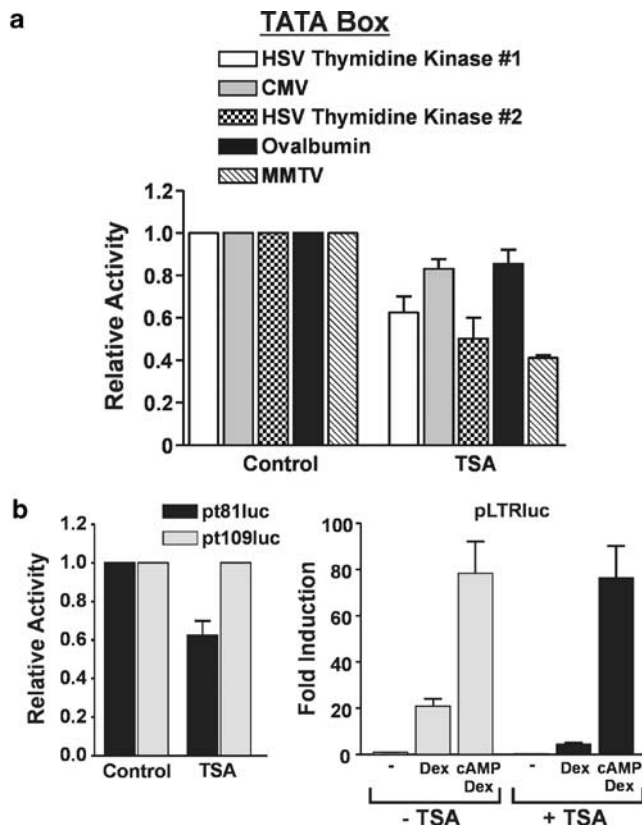 a
TATA Box
HSV Thymidine Kinase #1
CMV
HSV Thymidine Kinase #2
Ovalbumin
MMTV
Relative Activity
1.2
1.0
0.8
0.6
0.4
0.2
0
Control
TSA
b
pt81luc
pt109luc
Relative Activity
1.2
1.0
0.8
0.6
0.4
0.2
0.0
Control
TSA
pLTRluc
Fold Induction
100
80
60
40
20
0
- Dex cAMP Dex
- Dex cAMP Dex
- TSA
+ TSA